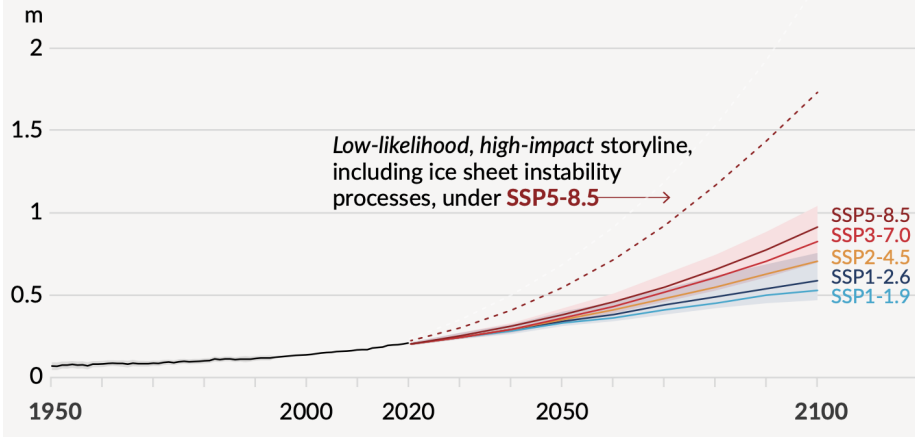 m
2
1.5
Low-likelihood, high-impact storyline,
including ice sheet instability
processes, under SSP5-8.5
1
SSP5-8.5
SSP3-7.0
SSP2-4.5
SSP1-2.6
SSP1-1.9
0.5
0
1950 2000 2020 2050 2100